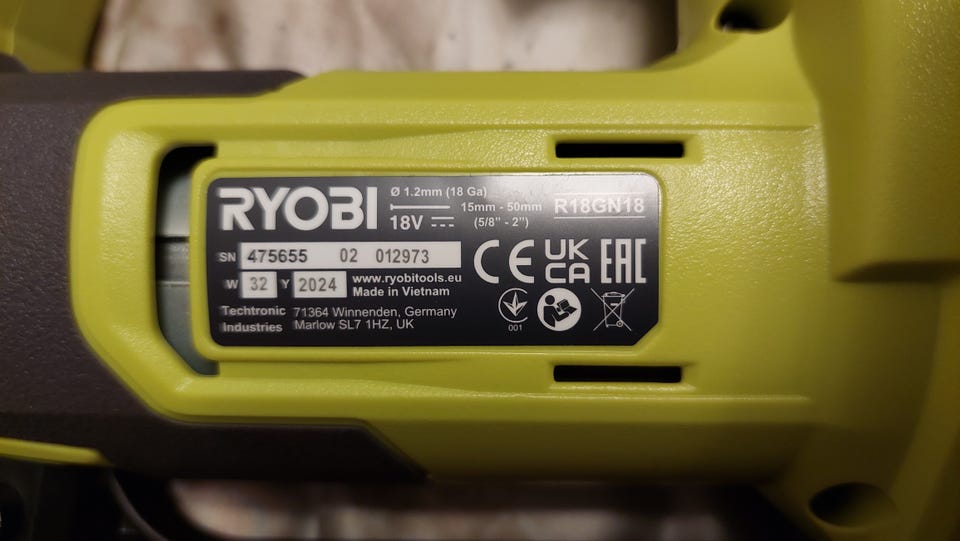 RYOBI
Ø 1.2mm (18 Ga)
15mm - 50mm
18V
(5/8" - 2")
R18GN18
SN 475655 02 012973
W 32 Y 2024
www.ryobitools.eu
Made in Vietnam
Techtronic
Industries
71364 Winnenden, Germany
Marlow SL7 1HZ, UK
CE
UK
CA
EAC
001